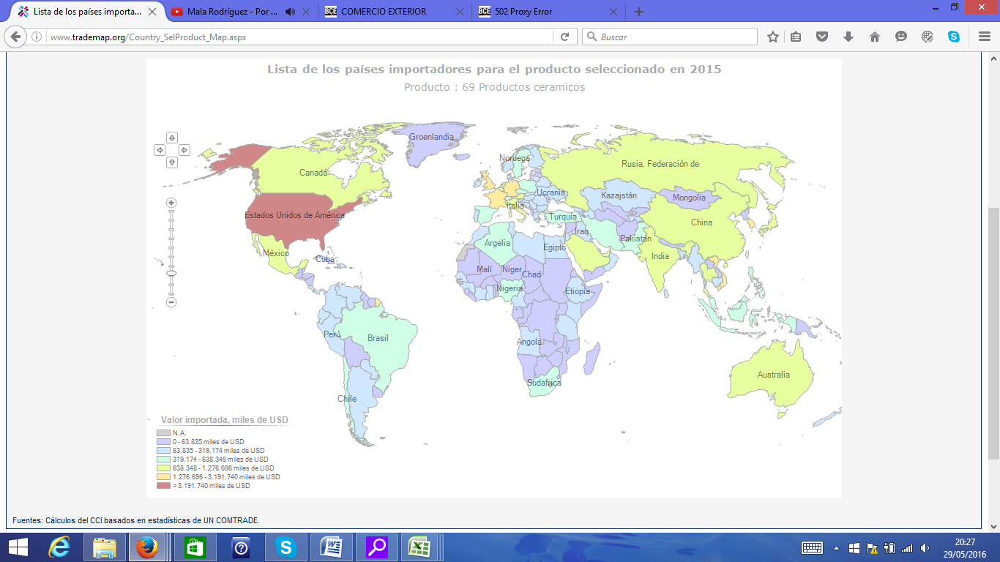 Lista de los países importa...
Mala Rodríguez - Por ...
BCE COMERCIO EXTERIOR
BCE 502 Proxy Error
www.trademap.org/Country_SelProduct_Map.aspx
Buscar
Lista de los países importadores para el producto seleccionado en 2015
Producto : 69 Productos ceramicos
Groenlandia
Noruega
Rusia, Federación de
Canadá
Ucrania
Kazajstán
Mongolia
Italia
Estados Unidos de América
Turquia
China
Iraq
Pakistán
Argelia
Egipto
México
India
Cuba
Malí
Níger
Chad
Nigeria
Etiopía
Perú
Brasil
Angola
Australia
Sudafrica
Chile
Valor importada, miles de USD
N.A.
0 - 63.835 miles de USD
63.835 - 319.174 miles de USD
319.174 - 638.348 miles de USD
638.348 - 1.276.696 miles de USD
1.276.696 - 3.191.740 miles de USD
> 3.191.740 miles de USD
Fuentes: Cálculos del CCI basados en estadísticas de UN COMTRADE.
20:27
29/05/2016